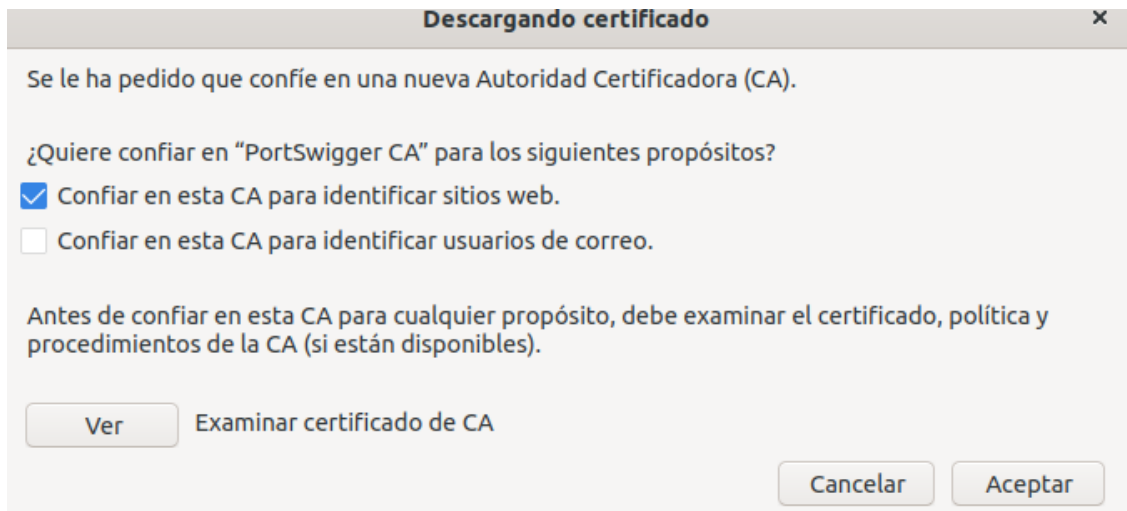 Descargando certificado
Se le ha pedido que confíe en una nueva Autoridad Certificadora (CA).
¿Quiere confiar en “PortSwigger CA” para los siguientes propósitos?
Confiar en esta CA para identificar sitios web.
Confiar en esta CA para identificar usuarios de correo.
Antes de confiar en esta CA para cualquier propósito, debe examinar el certificado, política y
procedimientos de la CA (si están disponibles).
Ver Examinar certificado de CA
Cancelar Aceptar